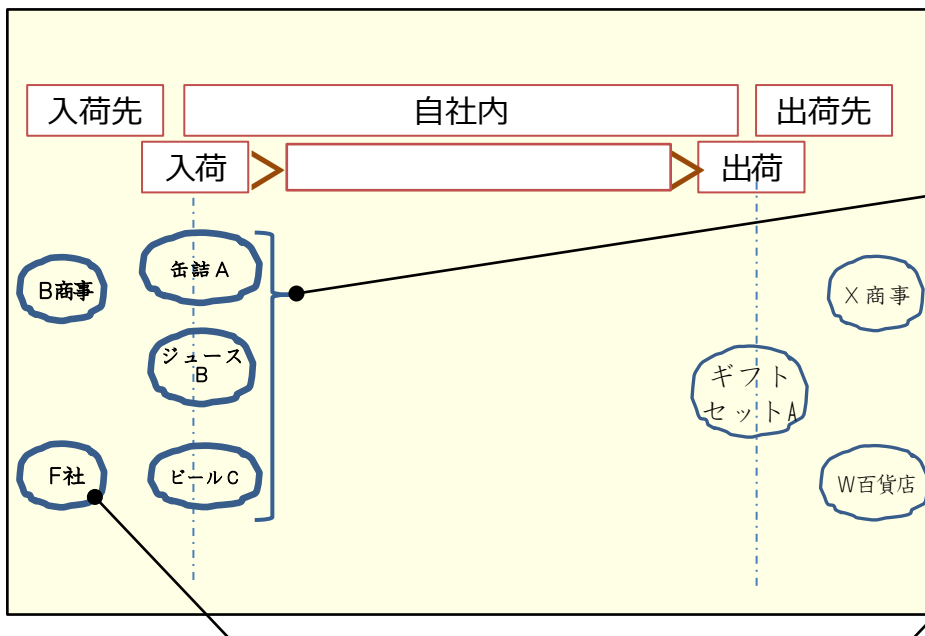 入荷先
自社内
出荷先
入荷
出荷
B商事
缶詰A
ジュース
B
F社
ビールC
ギフト
セットA
X商事
W百貨店